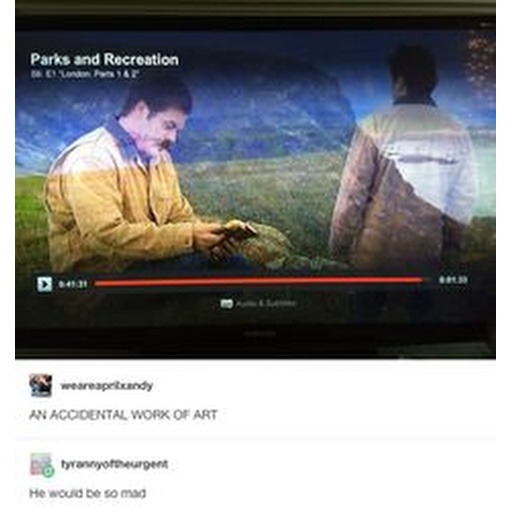 Parks and Recreation
S6: E1 "London: Parts 1 & 2"
0:41:31
0:01:33
Audio & Subtitles
weareaprilxandy
AN ACCIDENTAL WORK OF ART
tyrannyoftheurgent
He would be so mad